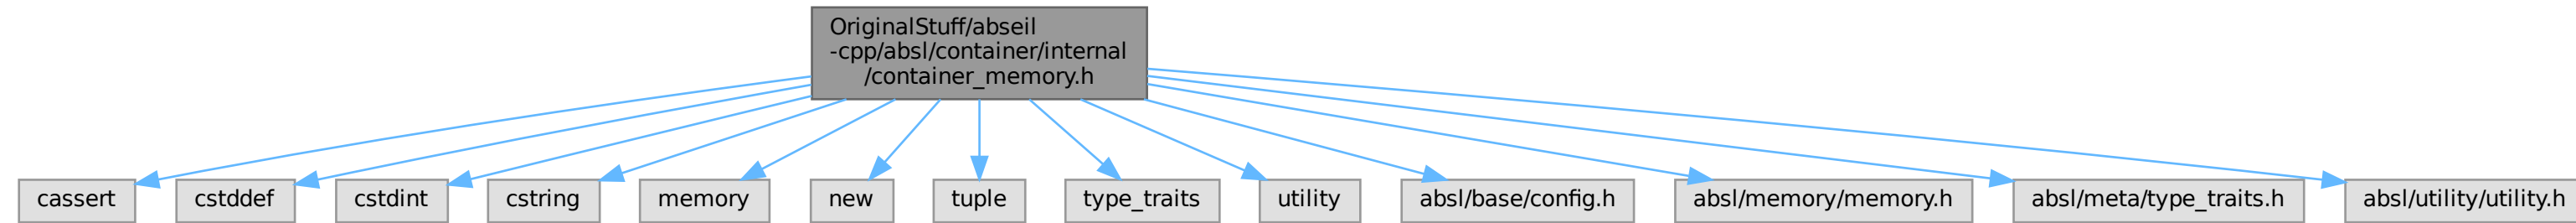 OriginalStuff/abseil
-cpp/absl/container/internal
/container_memory.h
cassert
cstddef
cstdint
cstring
memory
new
tuple
type_traits
utility
absl/base/config.h
absl/memory/memory.h
absl/meta/type_traits.h
absl/utility/utility.h